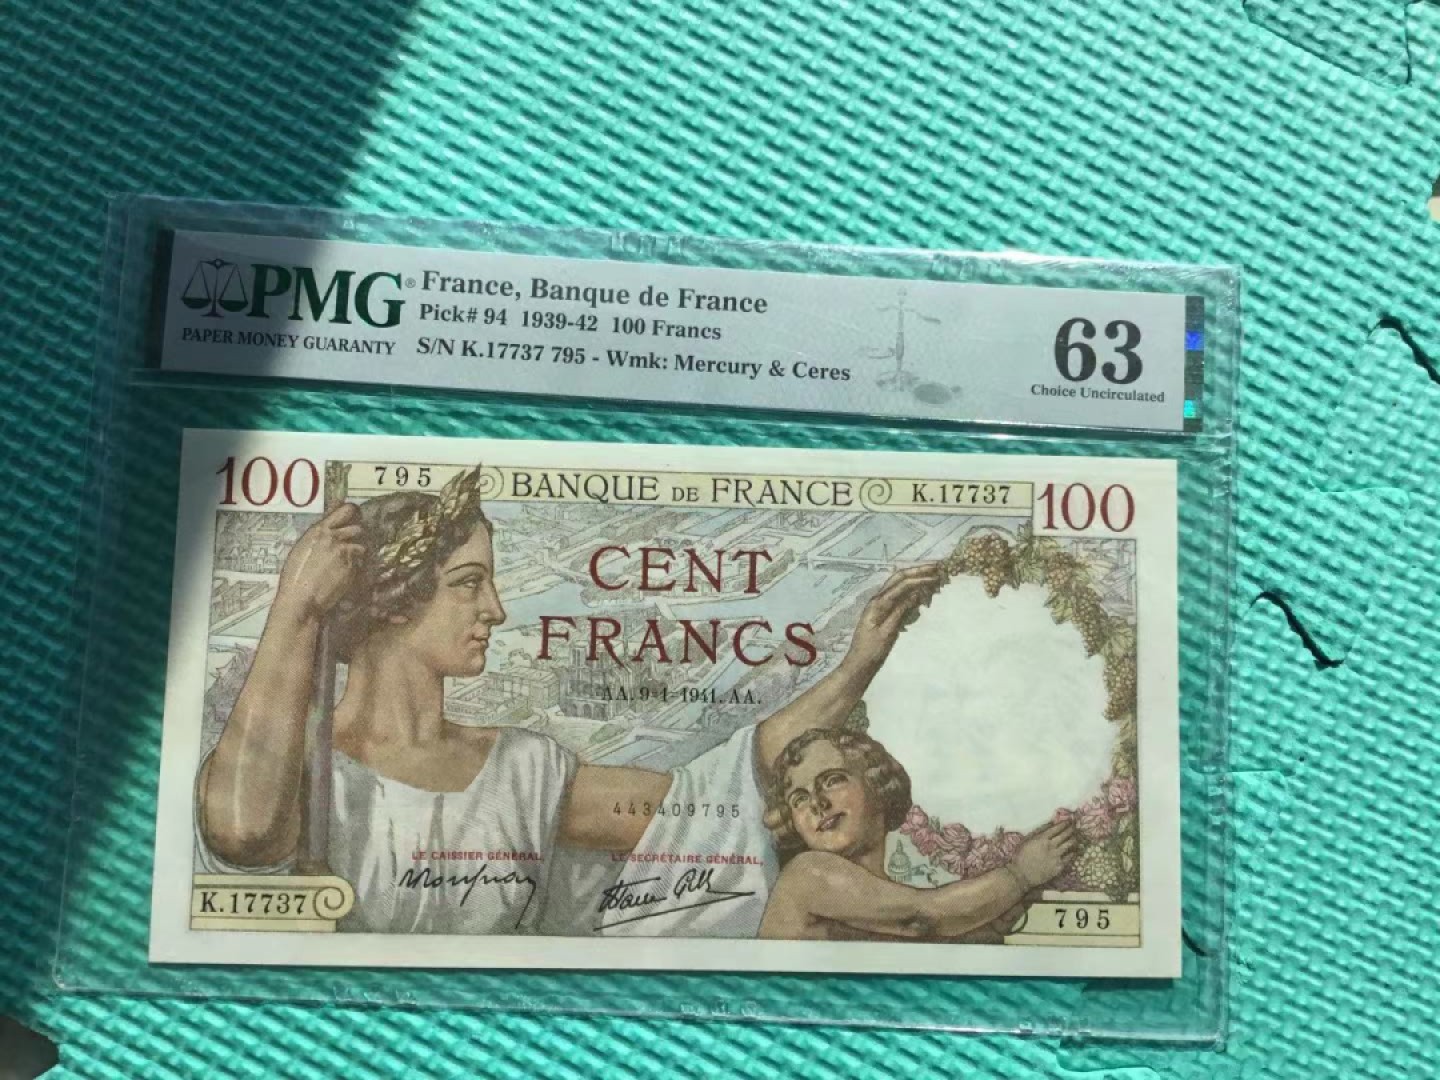 PMG®
PAPER MONEY GUARANTY
France, Banque de France
Pick# 94 1939-42 100 Francs
S/N K.17737 795 - Wmk: Mercury & Ceres
63
Choice Uncirculated
100
795
BANQUE DE FRANCE
K.17737
100
CENT
FRANCS
AA.9=1=1941.AA.
443409795
LE CAISSIER GÉNÉRAL,
LE SECRÉTAIRE GÉNÉRAL,
K.17737
795